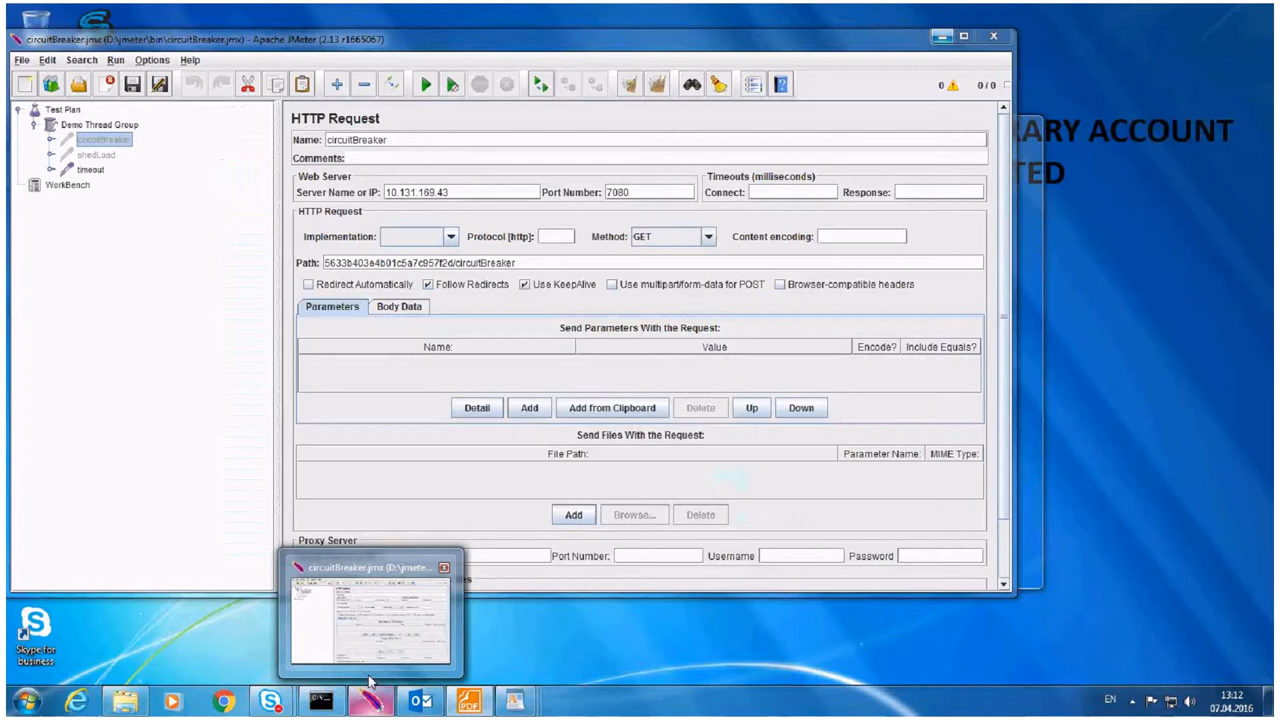 circuitBreaker.jmx (D:\jmeter\bin\circuitBreaker.jmx) - Apache JMeter (2.13 r1665067)
File Edit Search Run Options Help
0 0/0
RARY ACCOUNT
TED
Test Plan
Demo Thread Group
circuitBreaker
shedLoad
timeout
WorkBench
HTTP Request
Name: circuitBreaker
Comments:
Web Server
Server Name or IP: 10.131.169.43 Port Number: 7080
Timeouts (milliseconds)
Connect: Response:
HTTP Request
Implementation: Protocol [http]: Method: GET Content encoding:
Path: 5633b403e4b01c5a7c957f2d/circuitBreaker
Redirect Automatically Follow Redirects Use KeepAlive Use multipart/form-data for POST Browser-compatible headers
Parameters Body Data
Send Parameters With the Request:
Name: Value Encode? Include Equals?
Detail Add Add from Clipboard Delete Up Down
Send Files With the Request:
File Path: Parameter Name: MIME Type:
Add Browse... Delete
Proxy Server
Port Number: Username Password
circuitBreaker.jmx (D:\jmete...
Skype for
business
C:\
PDF
EN
13:12
07.04.2016